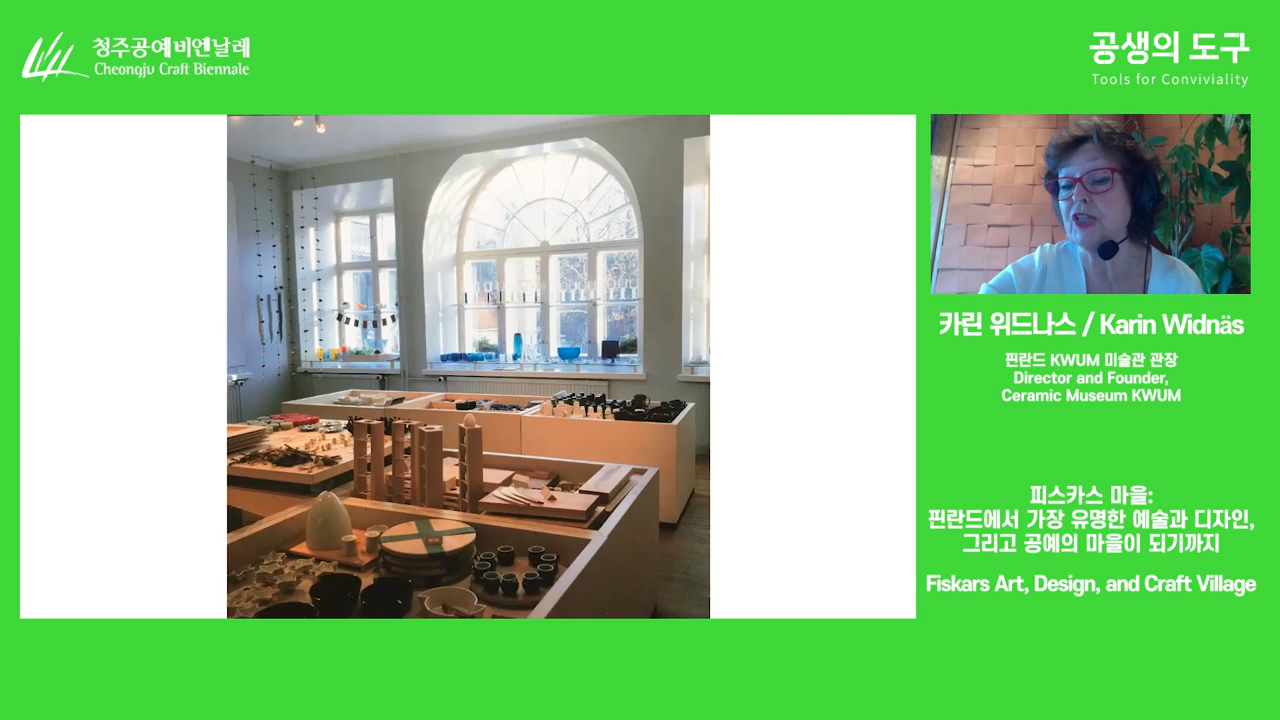 청주공예비엔날레
Cheongju Craft Biennale
공생의 도구
Tools for Conviviality
카린 위드나스 / Karin Widnäs
핀란드 KWUM 미술관 관장
Director and Founder,
Ceramic Museum KWUM
피스카스 마을:
핀란드에서 가장 유명한 예술과 디자인,
그리고 공예의 마을이 되기까지
Fiskars Art, Design, and Craft Village